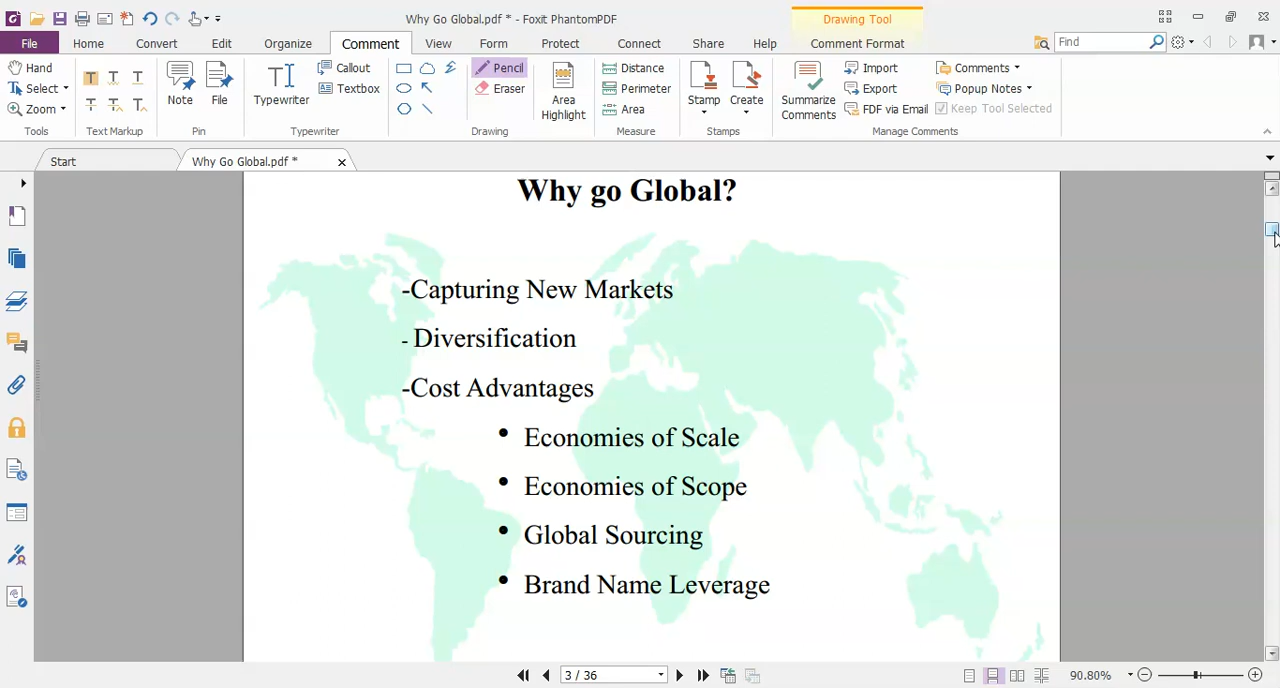 Why Go Global.pdf * - Foxit PhantomPDF
Drawing Tool
File Home Convert Edit Organize Comment View Form Protect Connect Share Help Comment Format Find
Hand
Select
Zoom
Tools
T T T
T T T
Text Markup
Note
File
Pin
Typewriter
Callout
Textbox
Typewriter
Pencil
Eraser
Drawing
Area Highlight
Distance
Perimeter
Area
Measure
Stamp
Create
Stamps
Summarize Comments
Import
Export
FDF via Email
Comments
Popup Notes
Keep Tool Selected
Manage Comments
Start
Why Go Global.pdf *
Why go Global?
-Capturing New Markets
- Diversification
-Cost Advantages
• Economies of Scale
• Economies of Scope
• Global Sourcing
• Brand Name Leverage
3 / 36
90.80%